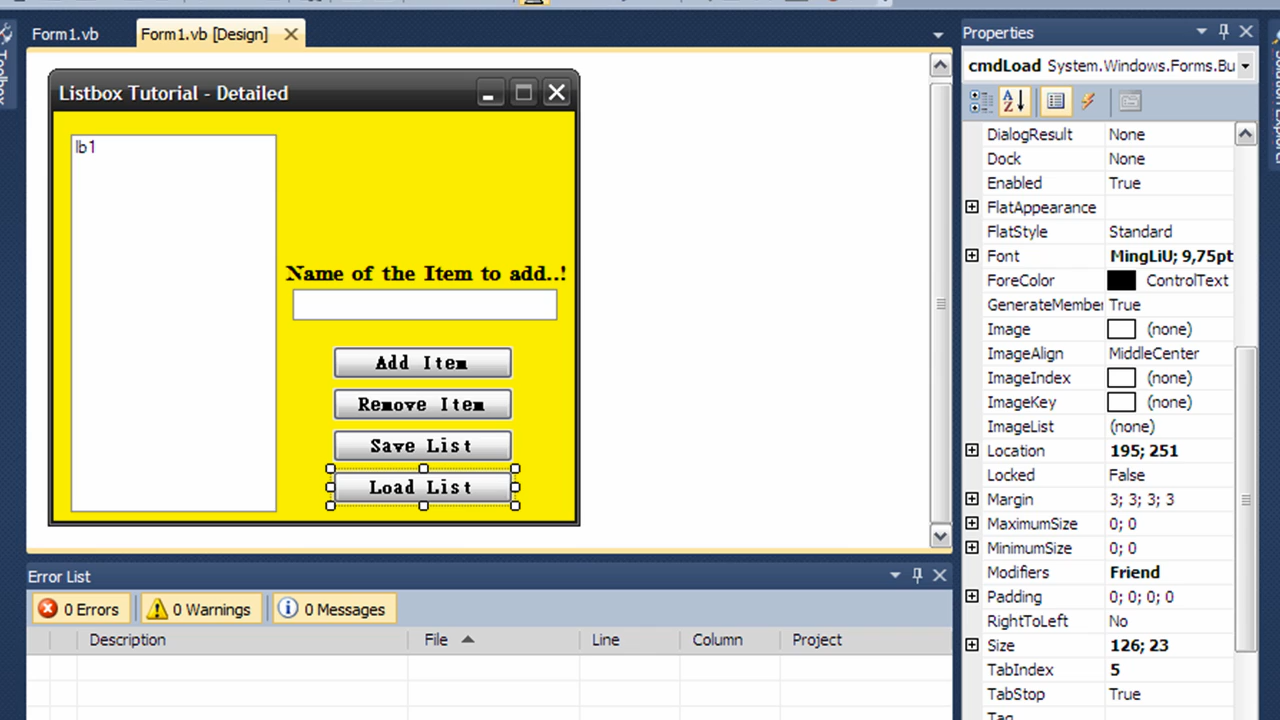 Form1.vb
Form1.vb [Design]
Toolbox
Listbox Tutorial - Detailed
lb1
Name of the Item to add..!
Add Item
Remove Item
Save List
Load List
Error List
0 Errors
0 Warnings
0 Messages
Description File Line Column Project
Properties
cmdLoad System.Windows.Forms.Bu
DialogResult None
Dock None
Enabled True
FlatAppearance
FlatStyle Standard
Font MingLiU; 9,75pt
ForeColor ControlText
GenerateMember True
Image (none)
ImageAlign MiddleCenter
ImageIndex (none)
ImageKey (none)
ImageList (none)
Location 195; 251
Locked False
Margin 3; 3; 3; 3
MaximumSize 0; 0
MinimumSize 0; 0
Modifiers Friend
Padding 0; 0; 0; 0
RightToLeft No
Size 126; 23
TabIndex 5
TabStop True
Tag